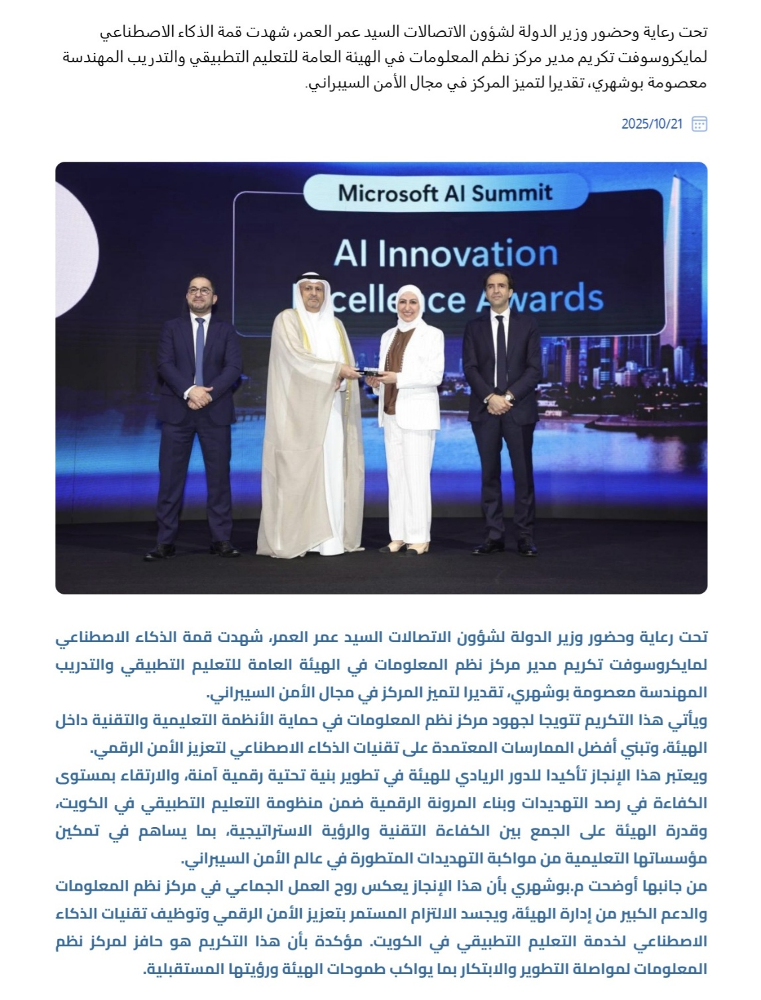 تحت رعاية وحضور وزير الدولة لشؤون الاتصالات السيد عمر العمر، شهدت قمة الذكاء الاصطناعي
لمايكروسوفت تكريم مدير مركز نظم المعلومات في الهيئة العامة للتعليم التطبيقي والتدريب المهندسة
معصومة بوشهري، تقديرا لتميز المركز في مجال الأمن السيبراني.
2025/10/21
Microsoft AI Summit
AI Innovation
Awards
تحت رعاية وحضور وزير الدولة لشؤون الاتصالات السيد عمر العمر، شهدت قمة الذكاء الاصطناعي
لمايكروسوفت تكريم مدير مركز نظم المعلومات في الهيئة العامة للتعليم التطبيقي والتدريب
المهندسة معصومة بوشهري، تقديرا لتميز المركز في مجال الأمن السيبراني.
ويأتي هذا التكريم تتويجا لجهود مركز نظم المعلومات في حماية الأنظمة التعليمية والتقنية داخل
الهيئة، وتبني أفضل الممارسات المعتمدة على تقنيات الذكاء الاصطناعي لتعزيز الأمن الرقمي.
ويعتبر هذا الإنجاز تأكيدا للدور الريادي للهيئة في تطوير بنية تحتية رقمية آمنة، والارتقاء بمستوى
الكفاءة في رصد التهديدات وبناء المرونة الرقمية ضمن منظومة التعليم التطبيقي في الكويت،
وقدرة الهيئة على الجمع بين الكفاءة التقنية والرؤية الاستراتيجية، بما يساهم في تمكين
مؤسساتها التعليمية من مواكبة التهديدات المتطورة في عالم الأمن السيبراني.
من جانبها أوضحت م.بوشهري بأن هذا الإنجاز يعكس روح العمل الجماعي في مركز نظم المعلومات
والدعم الكبير من إدارة الهيئة، ويجسد الالتزام المستمر بتعزيز الأمن الرقمي وتوظيف تقنيات الذكاء
الاصطناعي لخدمة التعليم التطبيقي في الكويت. مؤكدة بأن هذا التكريم هو حافز لمركز نظم
المعلومات لمواصلة التطوير والابتكار بما يواكب طموحات الهيئة ورؤيتها المستقبلية.